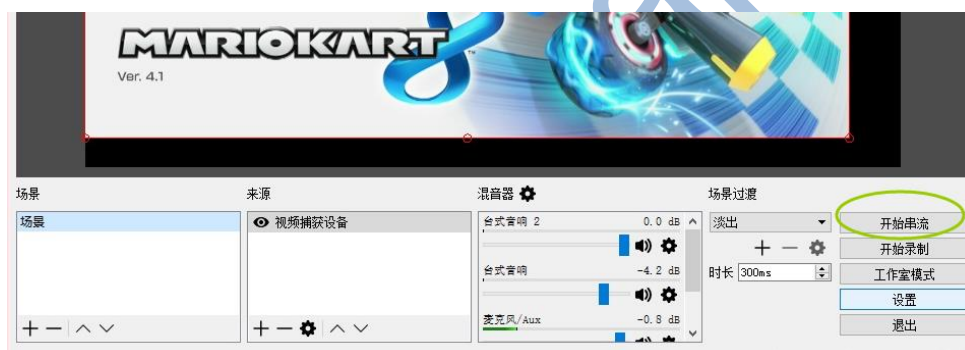 MARIOKART
8
™
Ver. 4.1
场景
来源
混音器
场景过渡
场景
视频捕获设备
台式音响 2
0.0 dB
淡出
开始串流
开始录制
台式音响
-4.2 dB
时长
300ms
工作室模式
设置
麦克风/Aux
-0.8 dB
退出